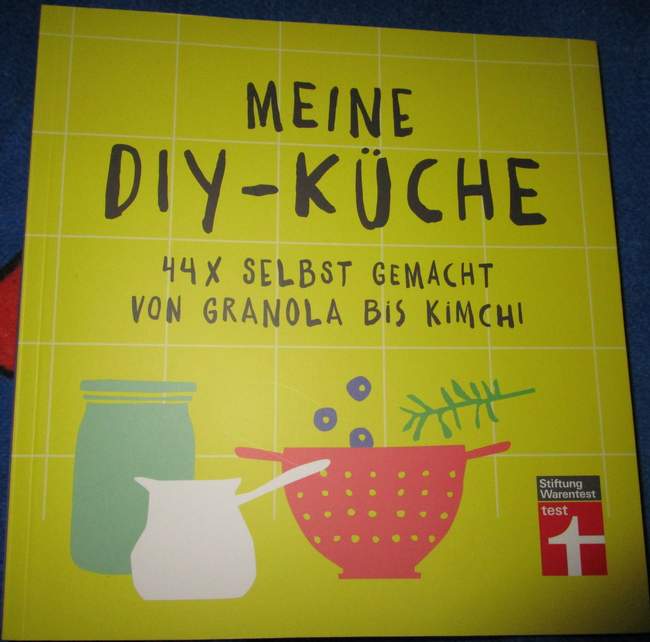 MEINE
DIY-KÜCHE
44X SELBST GEMACHT
VON GRANOLA BIS KIMCHI
Stiftung
Warentest
test